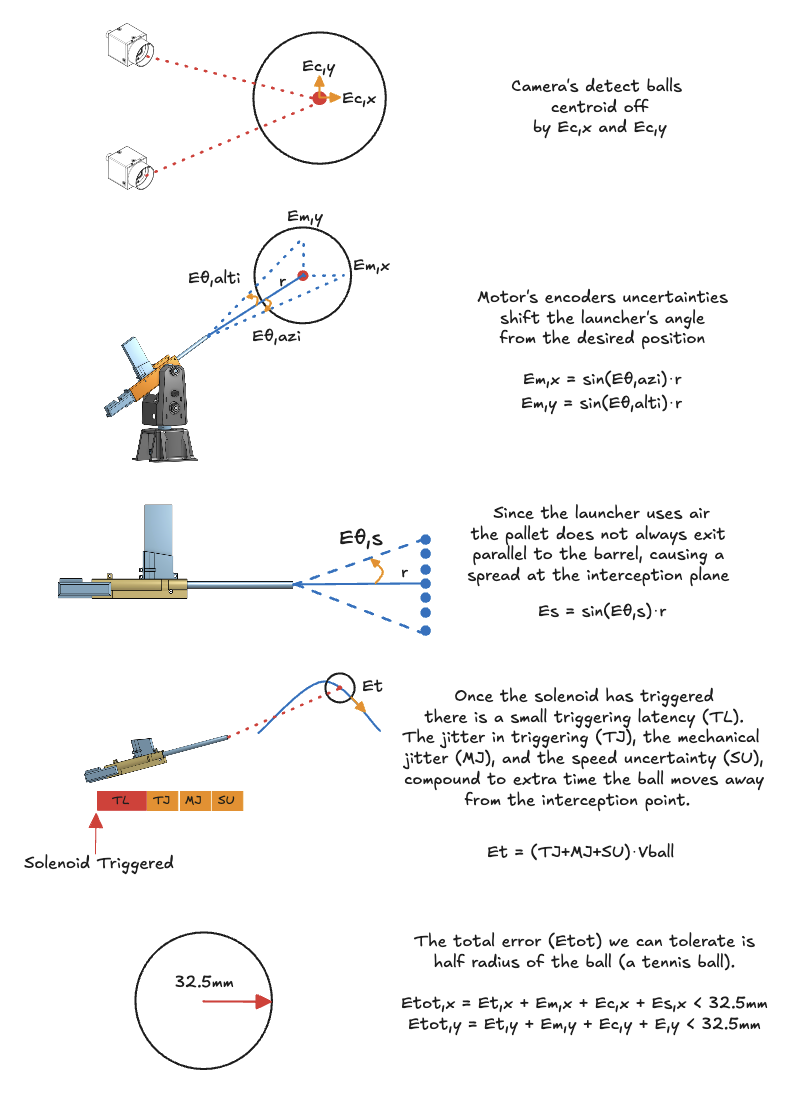 Ec,y
Ec,x
Camera's detect balls
centroid off
by Ec,x and Ec,y
Em,y
Em,x
Eθ,alti
r
Eθ,azi
Motor's encoders uncertainties
shift the launcher's angle
from the desired position
Em,x = sin(Eθ,azi)·r
Em,y = sin(Eθ,alti)·r
Eθ,s
r
Since the launcher uses air
the pallet does not always exit
parallel to the barrel, causing a
spread at the interception plane
Es = sin(Eθ,s)·r
Et
TL TJ MJ SU
Solenoid Triggered
Once the solenoid has triggered
there is a small triggering latency (TL).
The jitter in triggering (TJ), the mechanical
jitter (MJ), and the speed uncertainty (SU),
compound to extra time the ball moves away
from the interception point.
Et = (TJ+MJ+SU)·Vball
32.5mm
The total error (Etot) we can tolerate is
half radius of the ball (a tennis ball).
Etot,x = Et,x + Em,x + Ec,x + Es,x < 32.5mm
Etot,y = Et,y + Em,y + Ec,y + E,y < 32.5mm